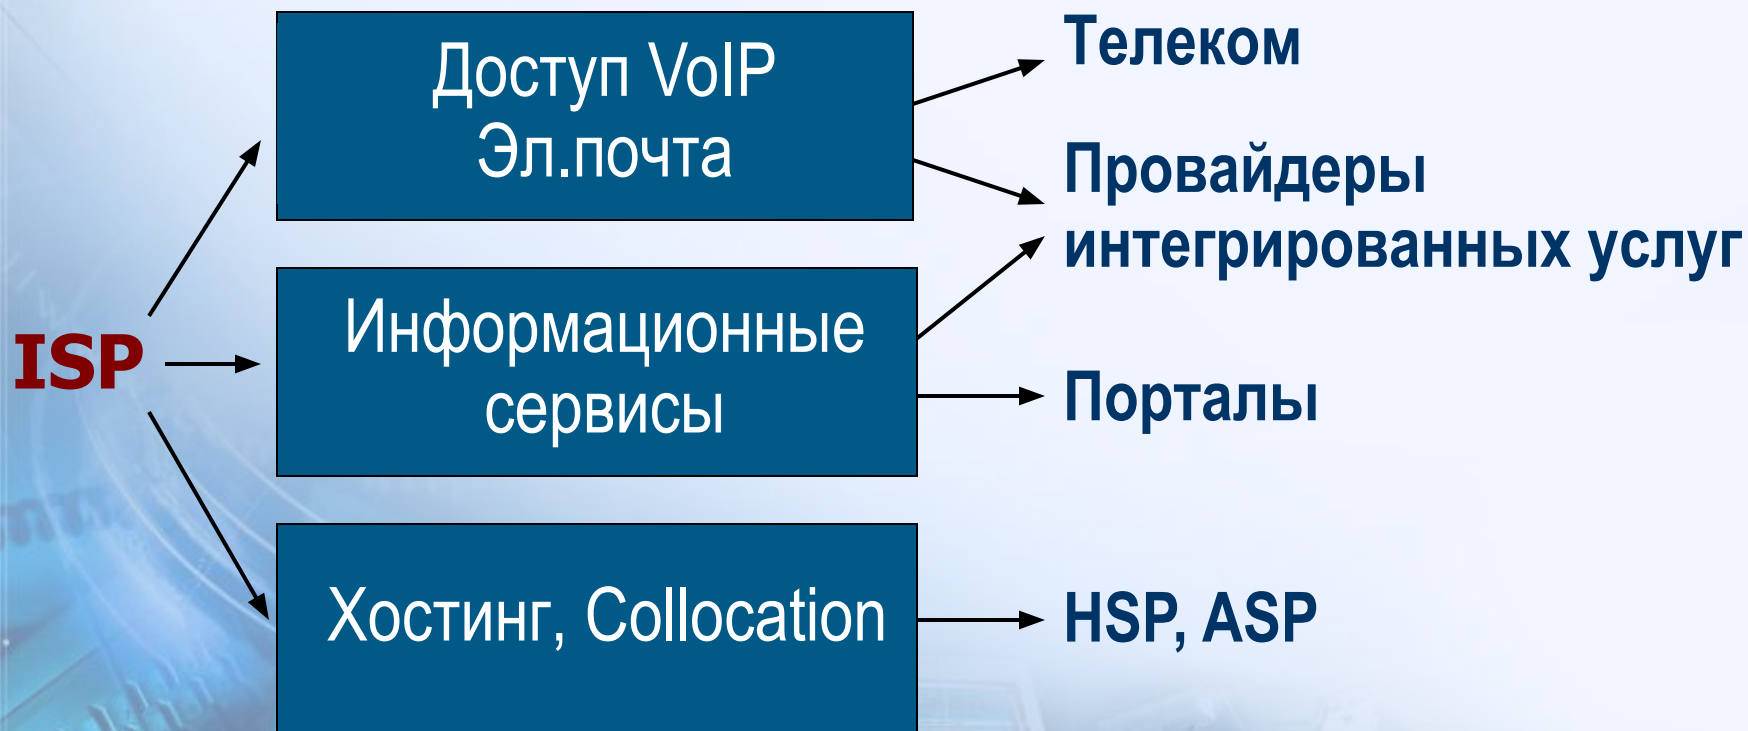 ISP
Доступ VoIP
Эл.почта
Информационные
сервисы
Хостинг, Collocation
Телеком
Провайдеры
интегрированных услуг
Порталы
HSP, ASP